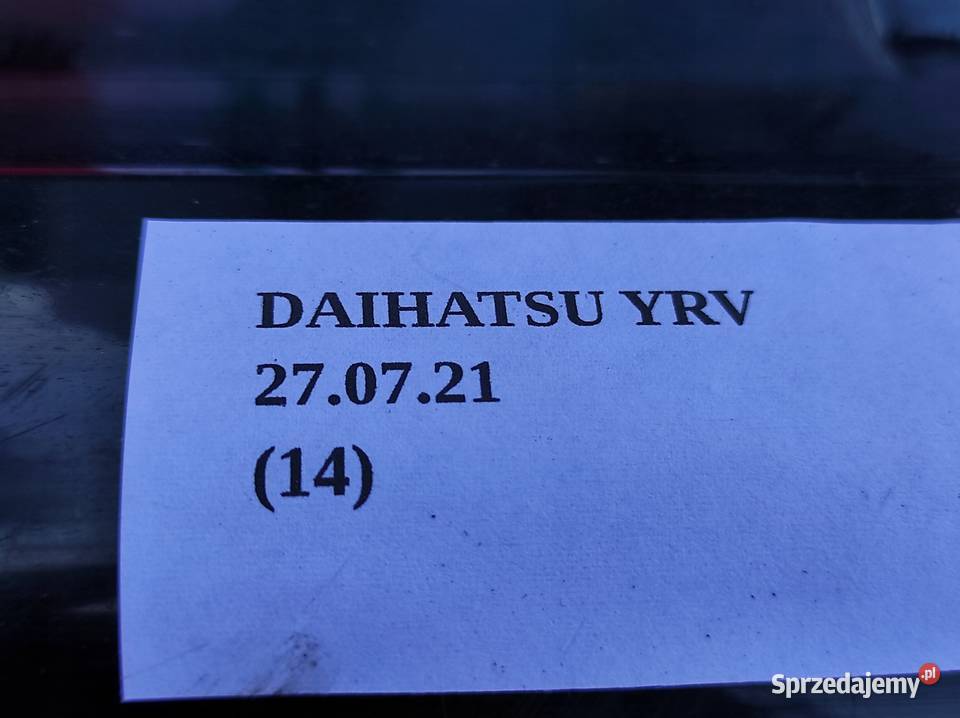 DAIHATSU YRV
27.07.21
(14)
Sprzedajemy.pl